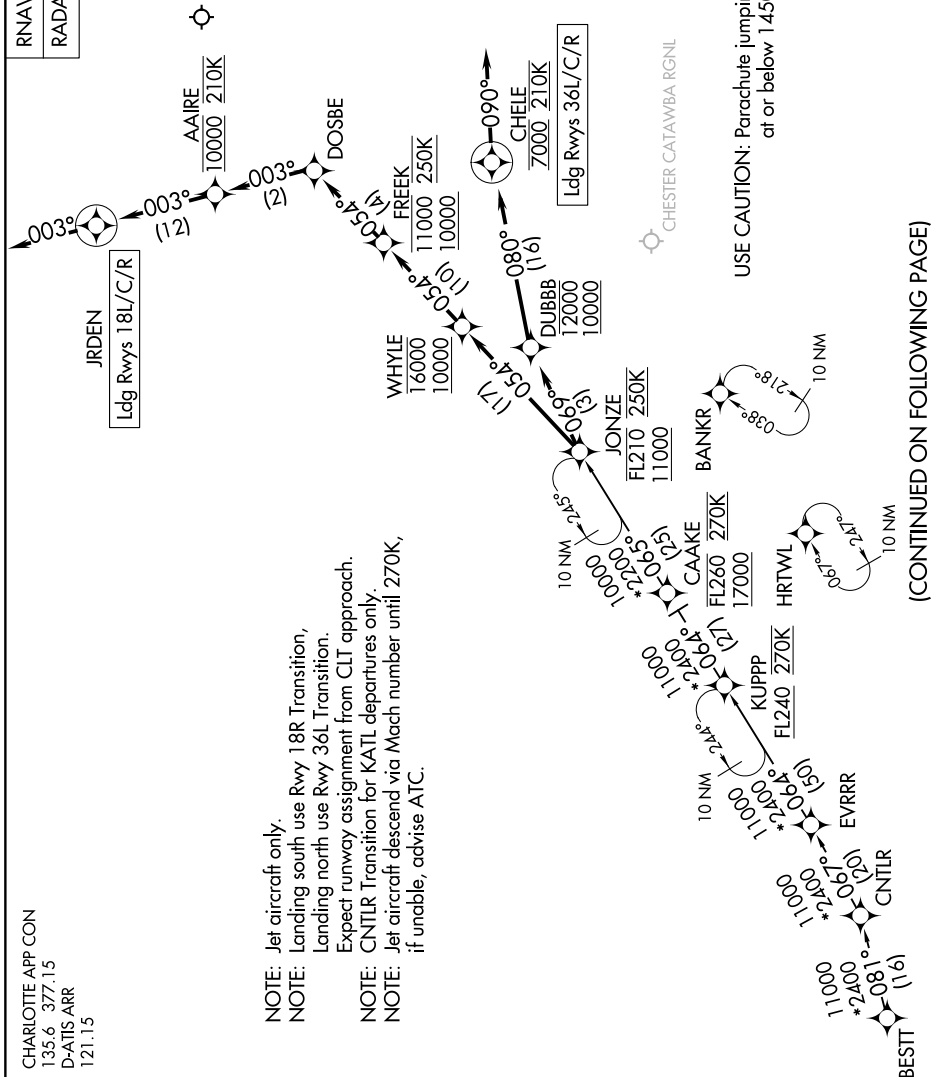 CHARLOTTE APP CON
135.6 377.15
D-ATIS ARR
121.15
RNAV
RADA
NOTE: Jet aircraft only.
NOTE: Landing south use Rwy 18R Transition,
Landing north use Rwy 36L Transition.
Expect runway assignment from CLT approach.
NOTE: CNTLR Transition for KATL departures only.
NOTE: Jet aircraft descend via Mach number until 270K,
if unable, advise ATC.
003°
JRDEN
Ldg Rwys 18L/C/R
003°
(12)
AAIRE
10000 210K
003°
(2)
DOSBE
054°
(4)
FREEK
11000 250K
10000
054°
(10)
WHYLE
16000
10000
054°
(17)
090°
CHELE
7000 210K
Ldg Rwys 36L/C/R
080°
(16)
DUBBB
12000
10000
069°
(3)
JONZE
FL210 250K
11000
245°
10 NM
10000
*2200
065°
(25)
CAAKE
FL260 270K
17000
11000
*2400
064°
(27)
KUPPP
FL240 270K
244°
10 NM
11000
*2400
064°
(50)
EVRRR
11000
*2400
067°
(20)
CNTLR
11000
*2400
081°
(16)
BESTT
BANKR
038°
218°
10 NM
HRTWL
067°
247°
10 NM
CHESTER CATAWBA RGNL
USE CAUTION: Parachute jumpi
at or below 1450
(CONTINUED ON FOLLOWING PAGE)